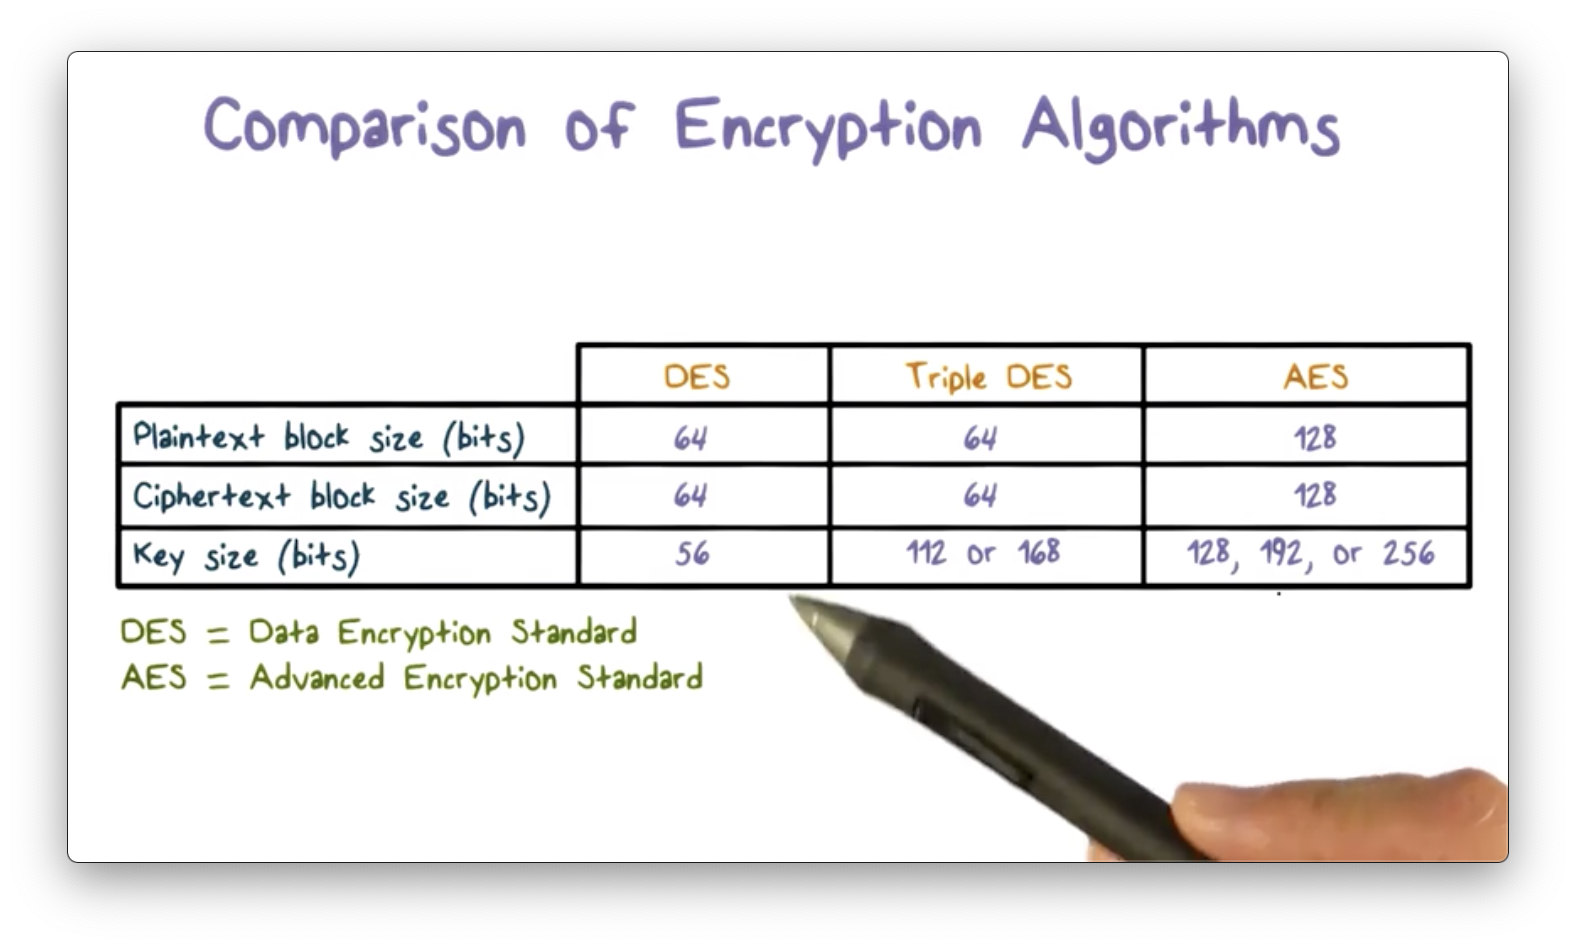 Comparison of Encryption Algorithms
DES Triple DES AES
Plaintext block size (bits) 64 64 128
Ciphertext block size (bits) 64 64 128
Key size (bits) 56 112 or 168 128, 192, or 256
DES = Data Encryption Standard
AES = Advanced Encryption Standard